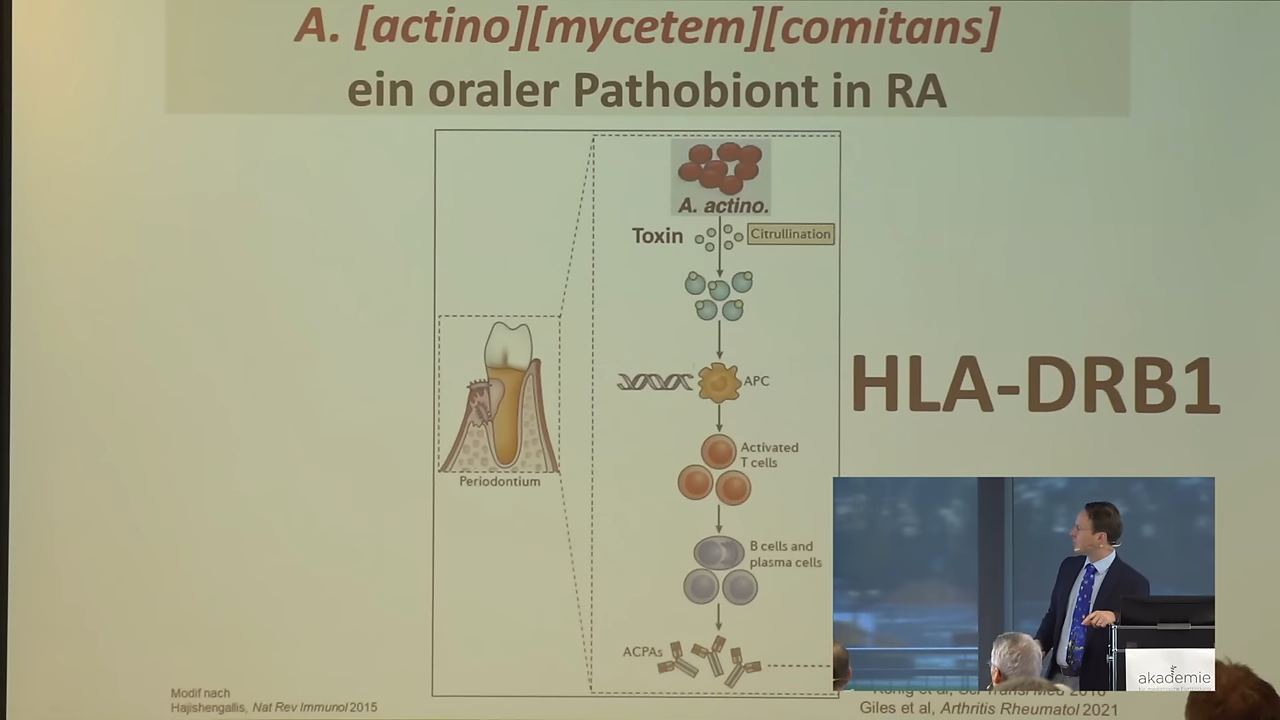 A. [actino][mycetem][comitans]
ein oraler Pathobiont in RA
A. actino.
Toxin
Citrullination
APC
HLA-DRB1
Activated
T cells
Periodontium
B cells and
plasma cells
ACPAs
Modif nach
Hajishengallis, Nat Rev Immunol 2015
Giles et al, Arthritis Rheumatol 2021
akademie